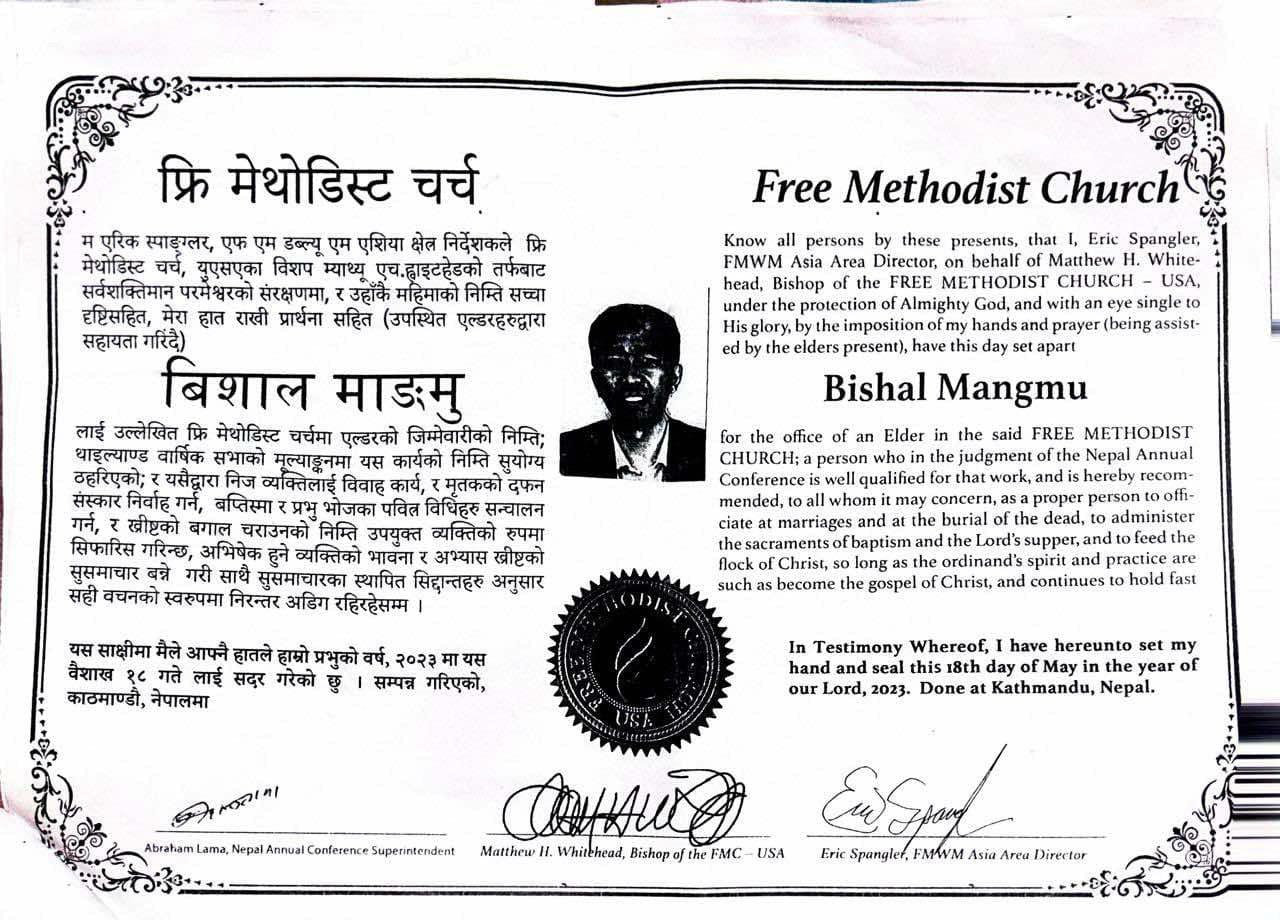 फ्रि मेथोडिस्ट चर्च
म एरिक स्पाङ्ग्लर, एफ एम डब्ल्यू एम एशिया क्षेत्र निर्देशकले फ्रि
मेथोडिस्ट चर्च, युएसएका विशप म्याथ्यू एच.ह्वाइटहेडको तर्फबाट
सर्वशक्तिमान परमेश्वरको संरक्षणमा, र उहाँकै महिमाको निम्ति सच्चा
दृष्टिसहित, मेरा हात राखी प्रार्थना सहित (उपस्थित एल्डरहरुद्वारा
सहायता गरिंदै)
बिशाल माङमु
लाई उल्लेखित फ्रि मेथोडिस्ट चर्चमा एल्डरको जिम्मेवारीको निम्ति;
थाइल्याण्ड वार्षिक सभाको मूल्याङ्कनमा यस कार्यको निम्ति सुयोग्य
ठहरिएको; र यसैद्वारा निज व्यक्तिलाई विवाह कार्य, र मृतकको दफन
संस्कार निर्वाह गर्न, बप्तिस्मा र प्रभु भोजका पवित्र विधिहरु सन्चालन
गर्न, र ख्रीष्टको बगाल चराउनको निम्ति उपयुक्त व्यक्तिको रुपमा
सिफारिस गरिन्छ, अभिषेक हुने व्यक्तिको भावना र अभ्यास ख्रीष्टको
सुसमाचार बन्ने गरी साथै सुसमाचारका स्थापित सिद्दान्तहरु अनुसार
सही वचनको स्वरुपमा निरन्तर अडिग रहिरहेसम्म ।
यस साक्षीमा मैले आफ्नै हातले हाम्रो प्रभुको वर्ष, २०२३ मा यस
वैशाख १८ गते लाई सदर गरेको छु । सम्पन्न गरिएको,
काठमाण्डौ, नेपालमा
Free Methodist Church
Know all persons by these presents, that I, Eric Spangler,
FMWM Asia Area Director, on behalf of Matthew H. White-
head, Bishop of the FREE METHODIST CHURCH – USA,
under the protection of Almighty God, and with an eye single to
His glory, by the imposition of my hands and prayer (being assist-
ed by the elders present), have this day set apart
Bishal Mangmu
for the office of an Elder in the said FREE METHODIST
CHURCH; a person who in the judgment of the Nepal Annual
Conference is well qualified for that work, and is hereby recom-
mended, to all whom it may concern, as a proper person to offi-
ciate at marriages and at the burial of the dead, to administer
the sacraments of baptism and the Lord's supper, and to feed the
flock of Christ, so long as the ordinand's spirit and practice are
such as become the gospel of Christ, and continues to hold fast
In Testimony Whereof, I have hereunto set my
hand and seal this 18th day of May in the year of
our Lord, 2023. Done at Kathmandu, Nepal.
FREE METHODIST CHURCH
USA
Eric Spangler
Abraham Lama, Nepal Annual Conference Superintendent
Matthew H. Whitehead, Bishop of the FMC – USA
Eric Spangler, FMWM Asia Area Director